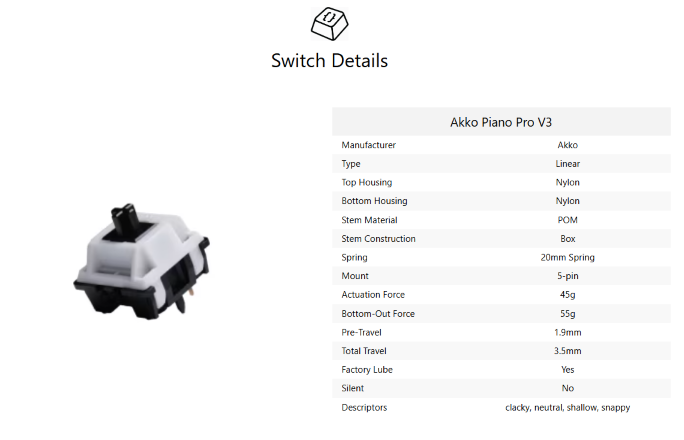 Switch Details
Akko Piano Pro V3
Manufacturer Akko
Type Linear
Top Housing Nylon
Bottom Housing Nylon
Stem Material POM
Stem Construction Box
Spring 20mm Spring
Mount 5-pin
Actuation Force 45g
Bottom-Out Force 55g
Pre-Travel 1.9mm
Total Travel 3.5mm
Factory Lube Yes
Silent No
Descriptors clacky, neutral, shallow, snappy